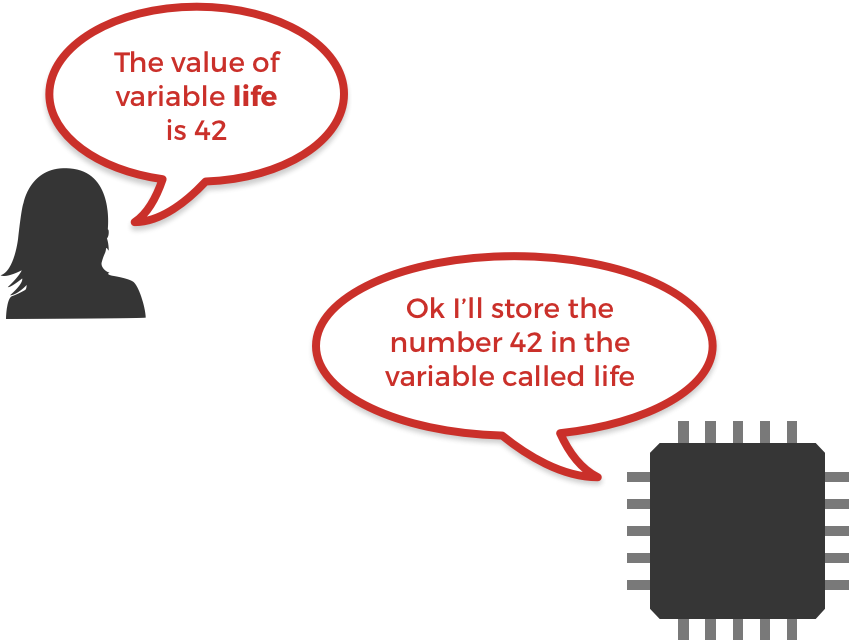 The value of
variable life
is 42
Ok I’ll store the
number 42 in the
variable called life